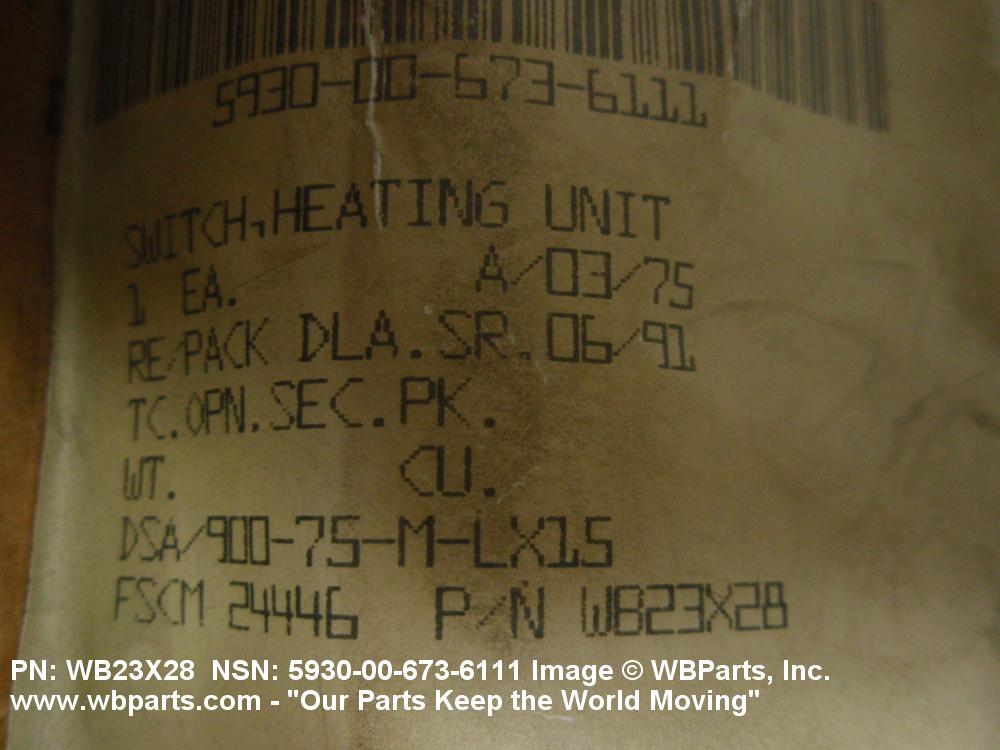 5930-00-673-6111
SWITCH,HEATING UNIT
1 EA. A/03/75
RE/PACK DLA.SR.06/91
TC.OPN.SEC.PK.
WT. CU.
DSA/900-75-M-LX15
FSCM 24446 P/N WB23X28
PN: WB23X28 NSN: 5930-00-673-6111 Image © WBParts, Inc.
www.wbparts.com - "Our Parts Keep the World Moving"